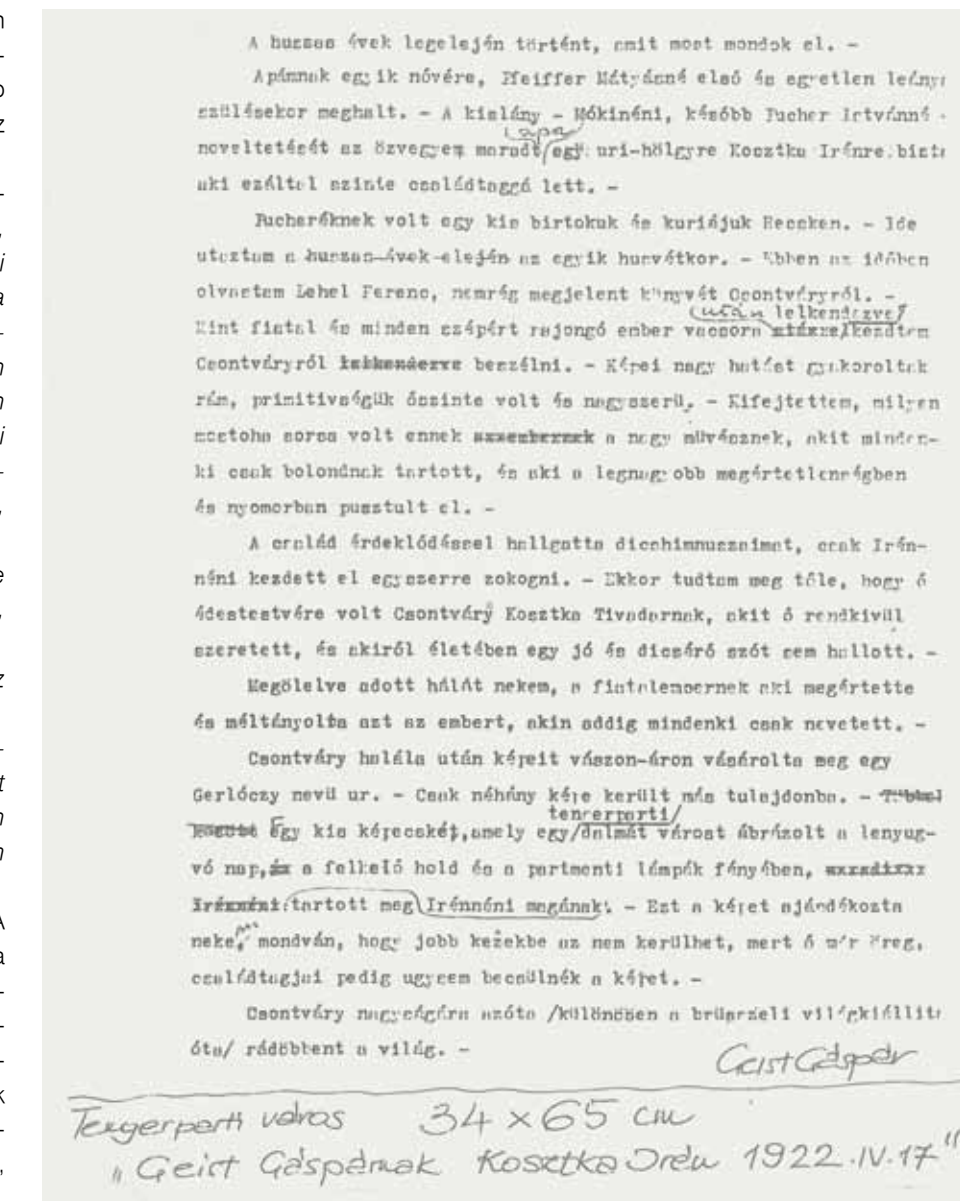 A huszas évek legelején történt, amit most mondok el. -
Apámnak egyik nővére, Pfeiffer Mátyásné első és egyetlen leány
szülésekor meghalt. - A kislány - Mókinéni, később Pucher Istvánné -
apa
noveltetését az özvegyen maradt/egy uri-hölgyre Kosztka Irénre bizt
aki ezáltal szinte családtaggá lett. -
Pucheréknek volt egy kis birtokuk és kuriájuk Recsken. - Ide
utaztam a huszas évek elején az egyik husvétkor. - Ebben az időben
olvastam Lehel Ferenc, nemrég megjelent könyvét Csontváryról. -
(után lelkendezve/
Mint fiatal és minden szépért rajongó ember vacsora kezdtem
Csontváryról lelkendezve beszélni. - Képei nagy hatást gyakoroltak
rám, primitivségük őszinte volt és nagyszerü. - Kifejtettem, milyen
mostoha sorsa volt ennek a nagy művésznek, akit minden-
ki csak bolondnak tartott, és aki a legnagyobb megértetlenségben
és nyomorban pusztult el. -
A család érdeklődéssel hallgatta dicshimnuszaimat, csak Irén-
néni kezdett el egyszerre zokogni. - Ekkor tudtam meg tőle, hogy ő
édestestvére volt Csontváry Kosztka Tivadarnak, akit ő rendkivül
szeretett, és akiről életében egy jó és dicsérő szót sem hallott. -
Megölelve adott hálát nekem, a fiatalembernek aki megértette
és méltányolta azt az embert, akin addig mindenki csak nevetett. -
Csontváry halála után képeit vászon-áron vásárolta meg egy
Gerlóczy nevü ur. - Csak néhány képe került más tulajdonba. -
tengerparti/
Egy kis képecskét, amely egy/dalmát várost ábrázolt a lenyug-
vó nap, és a felkelő hold és a partmenti lámpák fényében,
Irénnéni tartott meg Irénnéni magának. - Ezt a képet ajándékozta
nekem, mondván, hogy jobb kezekbe az nem kerülhet, mert ő már öreg,
családtagjai pedig ugysem becsülnék a képet. -
Csontváry nagyságára azóta /különösen a brüsszeli világkiállitá
óta/ rádöbbent a világ. -
Geist Gáspár
Tengerparti város 34 x 65 cm
"Geist Gáspárnak Kosztka Irén 1922.IV.17"